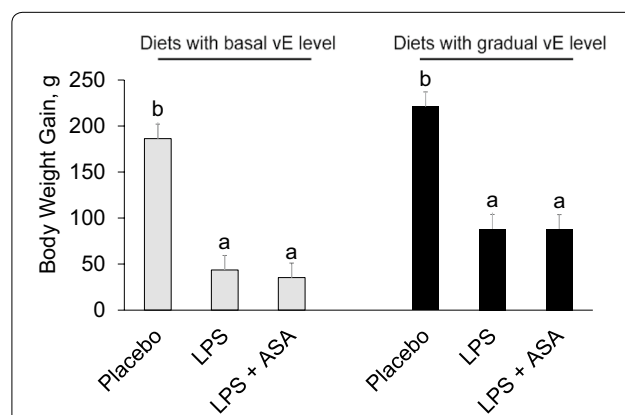 Diets with basal vE level
Diets with gradual vE level
Body Weight Gain, g
250
200
150
100
50
0
b
a
a
b
a
a
Placebo
LPS
LPS + ASA
Placebo
LPS
LPS + ASA